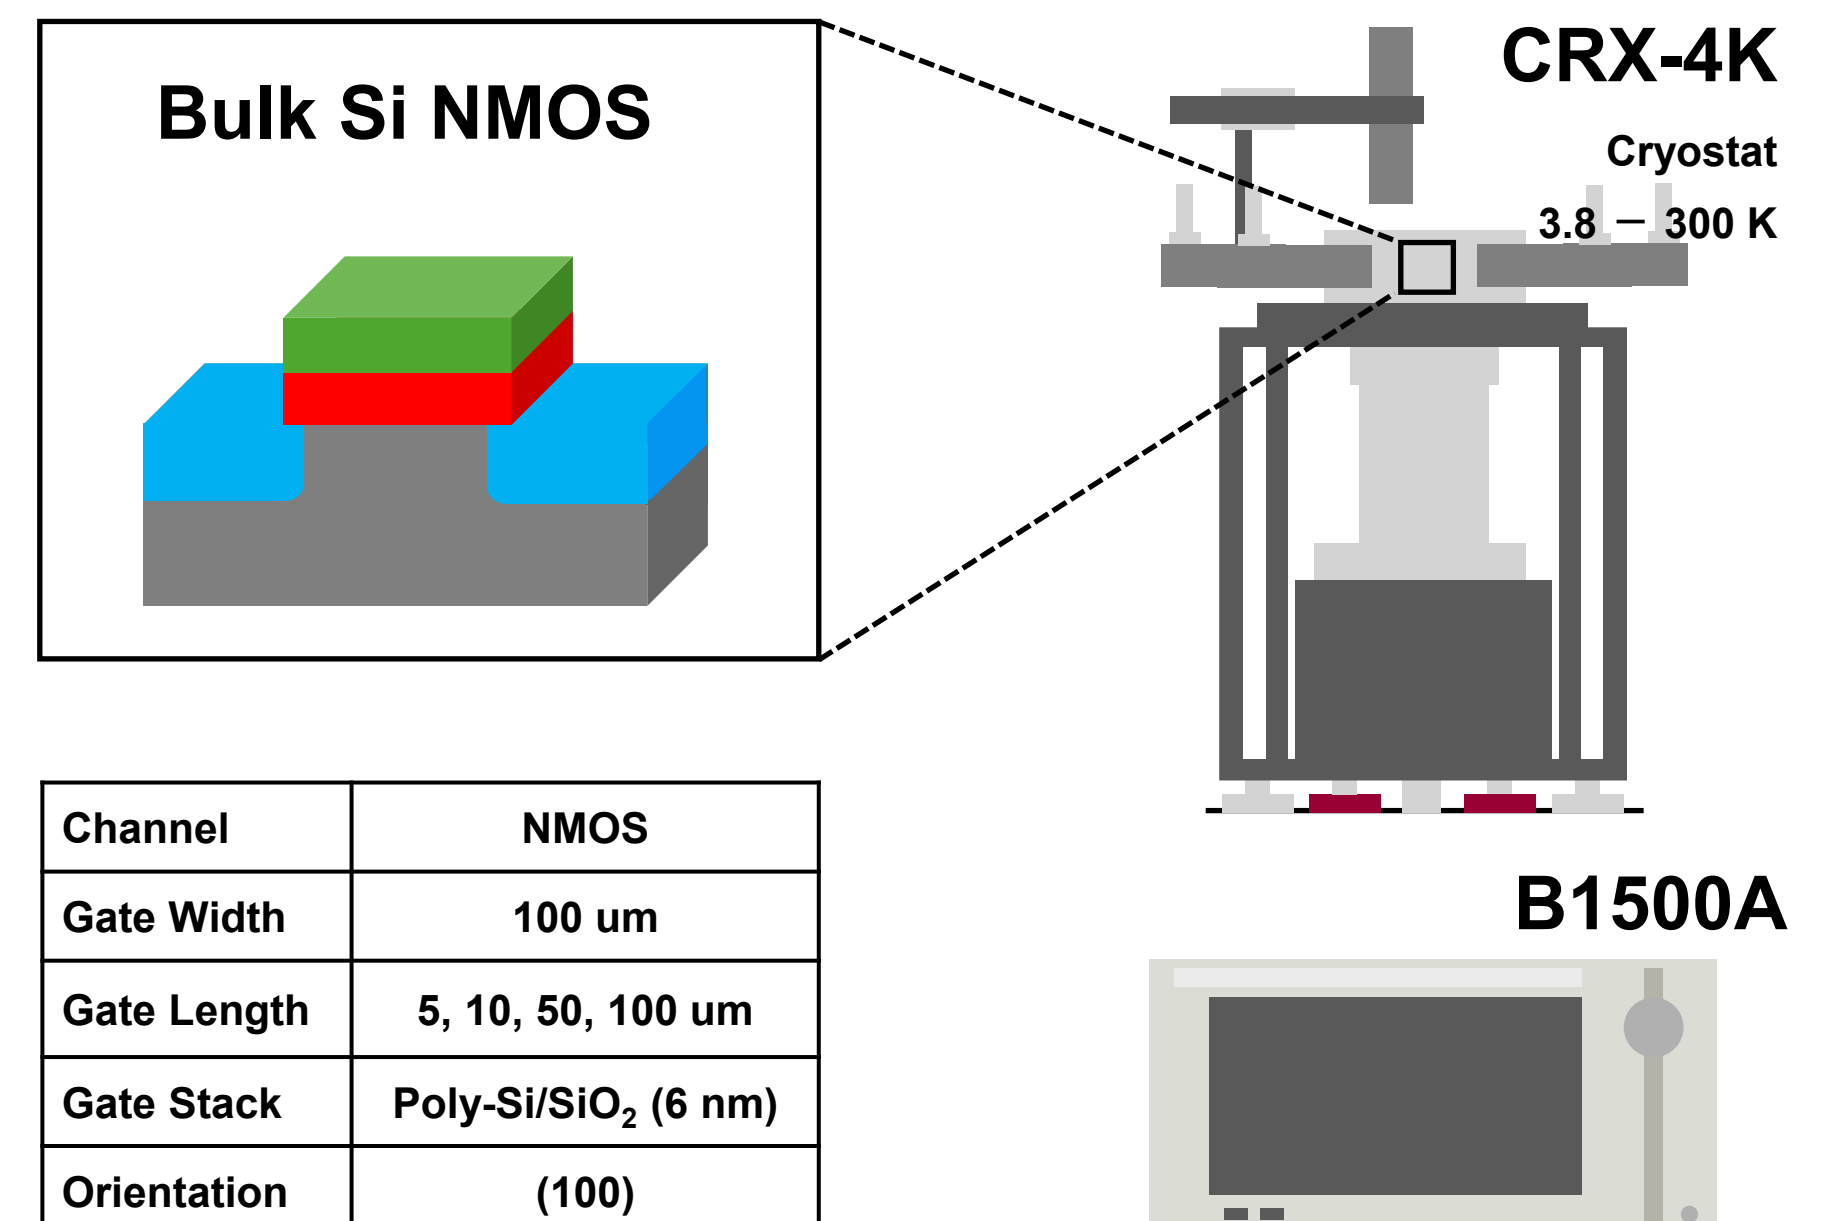 Bulk Si NMOS
CRX-4K
Cryostat
3.8 – 300 K
Channel NMOS
Gate Width 100 um
Gate Length 5, 10, 50, 100 um
Gate Stack Poly-Si/SiO₂ (6 nm)
Orientation (100)
B1500A